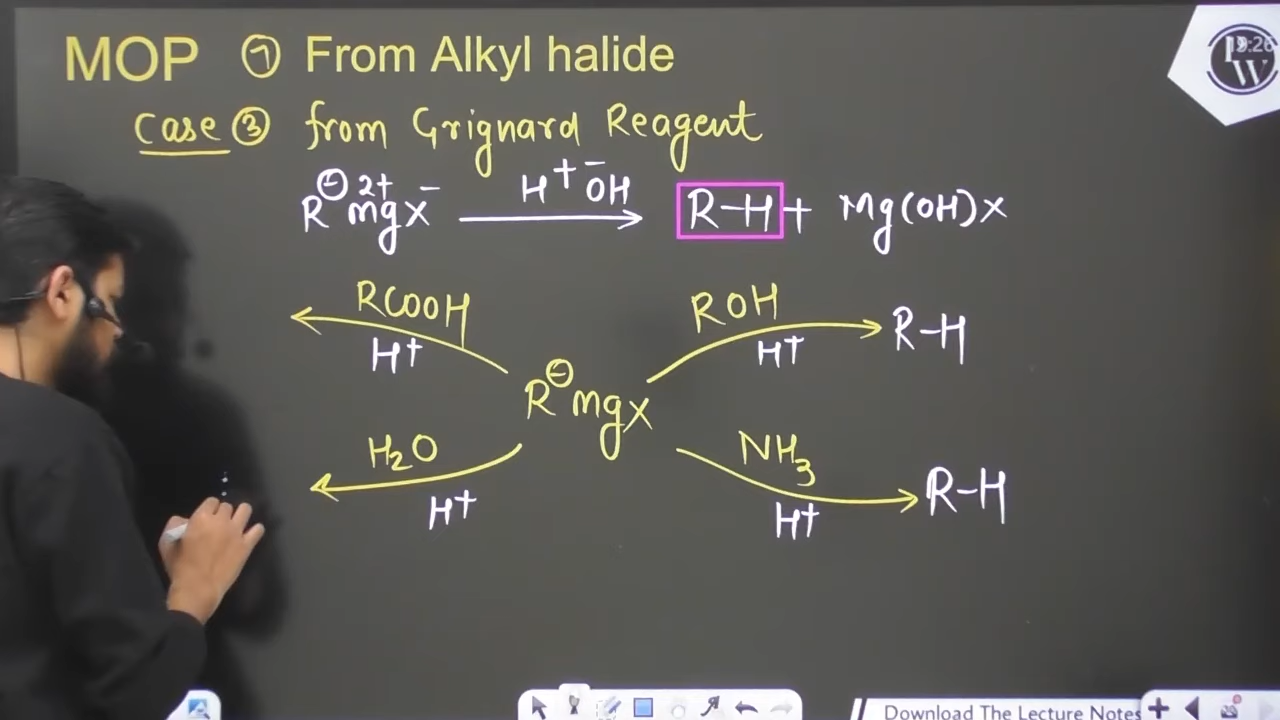 MOP ⑦ From Alkyl halide
Case ③ from Grignard Reagent
R⊖ mg²⁺ x⁻ H⁺ ⁻OH R-H + Mg(OH)x
RCOOH H⁺
ROH H⁺ R-H
R⊖mgx
H₂O H⁺
NH₃ H⁺ R-H
Download The Lecture Notes